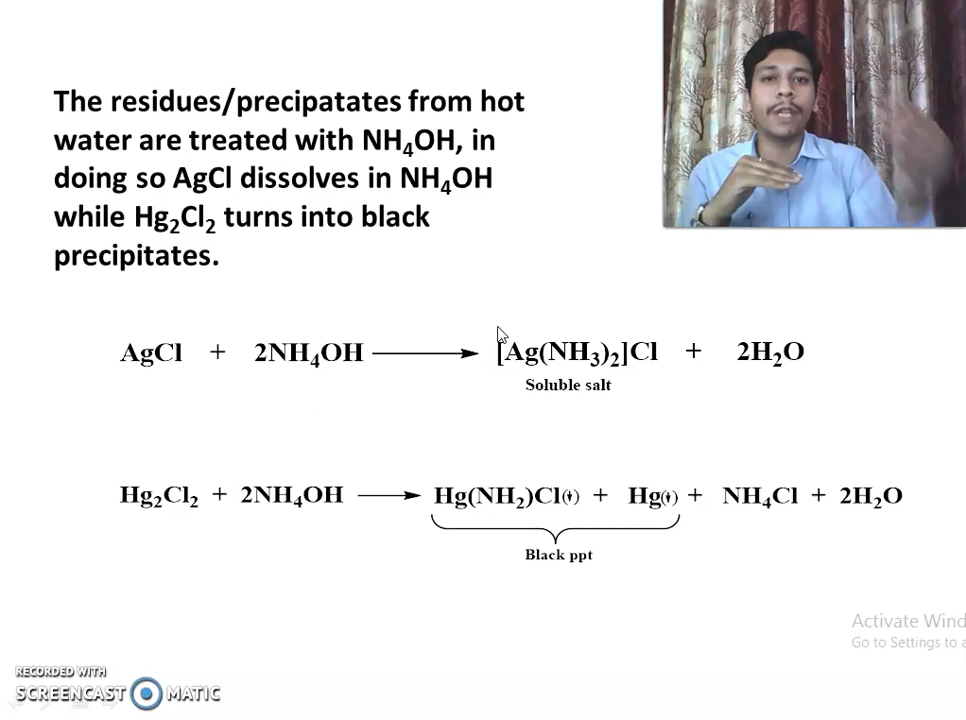 The residues/precipatates from hot
water are treated with NH₄OH, in
doing so AgCl dissolves in NH₄OH
while Hg₂Cl₂ turns into black
precipitates.
AgCl + 2NH₄OH ⟶ [Ag(NH₃)₂]Cl + 2H₂O
Soluble salt
Hg₂Cl₂ + 2NH₄OH ⟶ Hg(NH₂)Cl(↓) + Hg(↓) + NH₄Cl + 2H₂O
Black ppt
Activate Wind
Go to Settings to a
RECORDED WITH
SCREENCAST MATIC